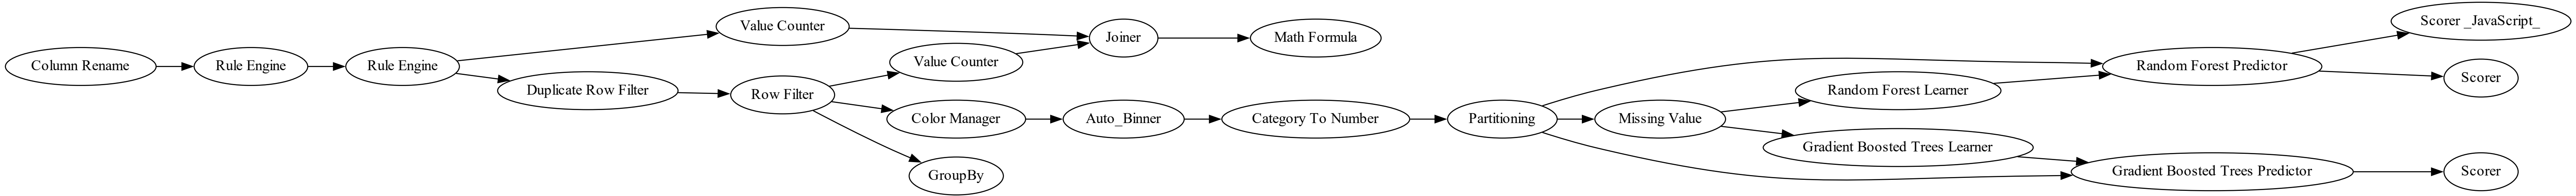 Column Rename
Rule Engine
Rule Engine
Value Counter
Duplicate Row Filter
Row Filter
Value Counter
Color Manager
GroupBy
Joiner
Math Formula
Auto_Binner
Category To Number
Partitioning
Missing Value
Random Forest Learner
Gradient Boosted Trees Learner
Random Forest Predictor
Gradient Boosted Trees Predictor
Scorer _JavaScript_
Scorer
Scorer